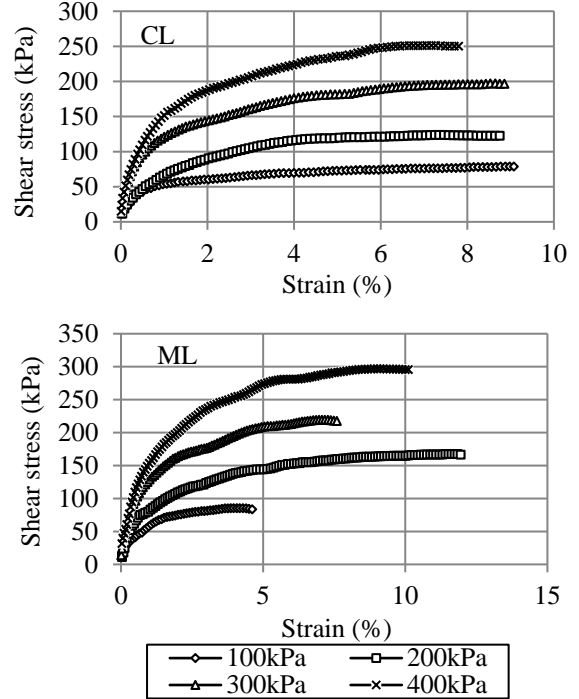 300
250
200
150
100
50
0
Shear stress (kPa)
CL
0 2 4 6 8 10
Strain (%)
350
300
250
200
150
100
50
0
Shear stress (kPa)
ML
0 5 10 15
Strain (%)
100kPa 200kPa
300kPa 400kPa